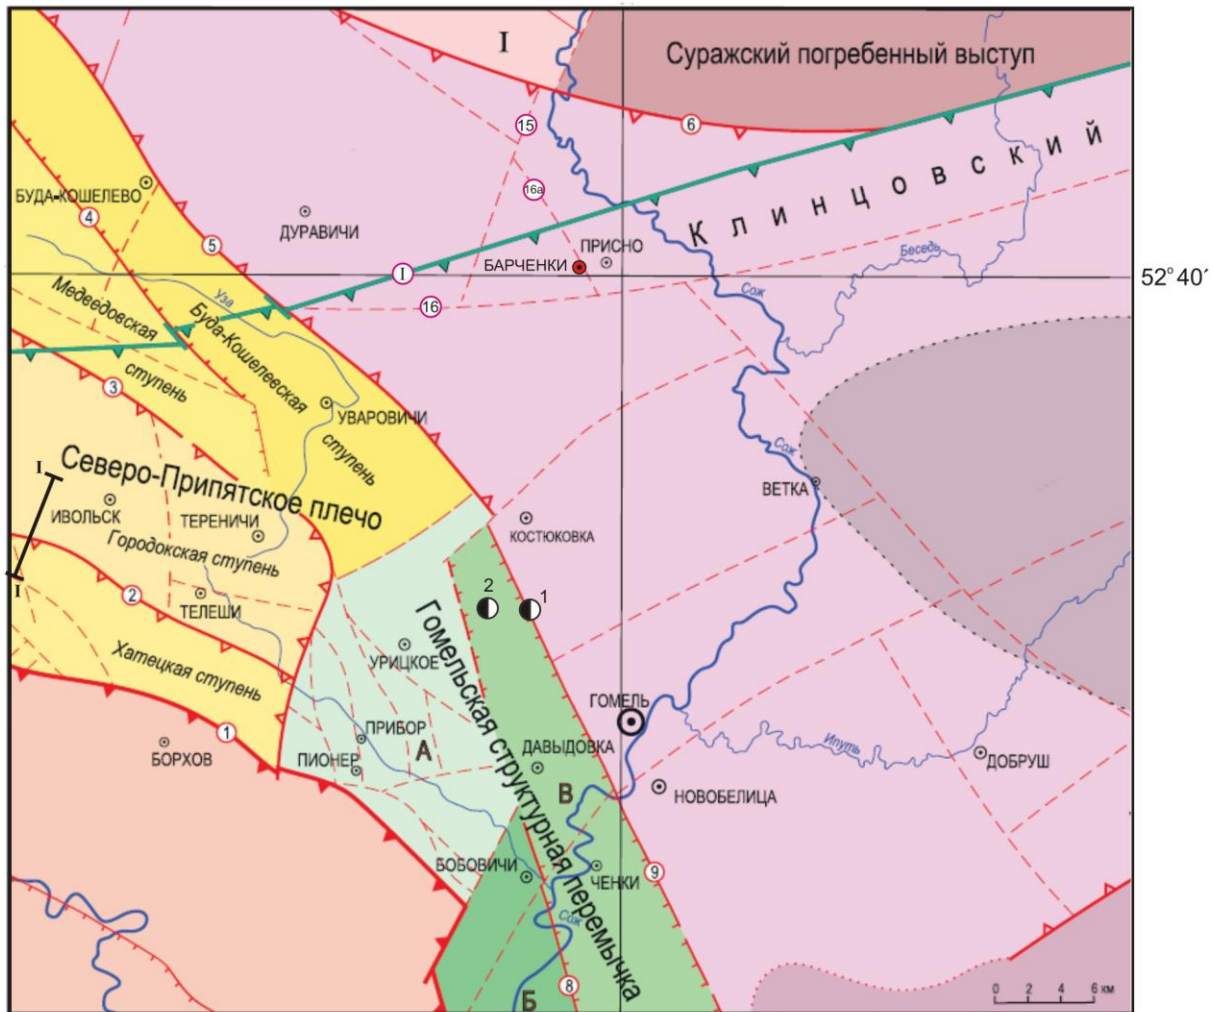 I
Суражский погребенный выступ
15
6
16а
БУДА-КОШЕЛЕВО
4
5
ДУРАВИЧИ
Клинцовский
ПРИСНО
БАРЧЕНКИ
Беседь
52°40′
I
16
Уза
Сож
Медведовская
ступень
Буда-Кошелевская
ступень
3
УВАРОВИЧИ
Сож
ВЕТКА
Северо-Припятское плечо
I
ИВОЛЬСК
ТЕРЕНИЧИ
КОСТЮКОВКА
Городокская ступень
I
2
ТЕЛЕШИ
2
1
Гомельская структурная перемычка
УРИЦКОЕ
Хатецкая ступень
1
БОРХОВ
ПРИБОР
ПИОНЕР
А
ГОМЕЛЬ
ДАВЫДОВКА
В
НОВОБЕЛИЦА
Ипуть
ДОБРУШ
БОБОВИЧИ
ЧЕНКИ
9
Сож
8
Б
0 2 4 6 км